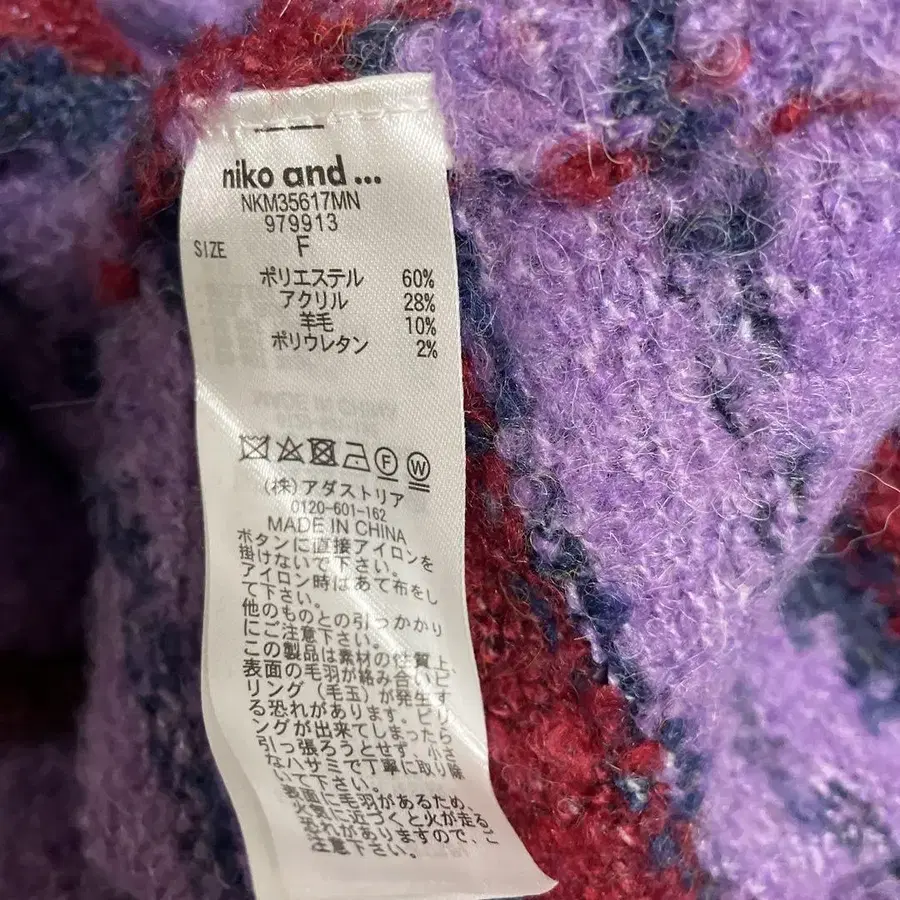 niko and ...
NKM35617MN
979913
SIZE F
ポリエステル 60%
アクリル 28%
羊毛 10%
ポリウレタン 2%
F W
(株)アダストリア
0120-601-162
MADE IN CHINA
ボタンに直接アイロンを
掛けないで下さい。
アイロン時はあて布をし
て下さい。
他のものとの引っかかり
にご注意下さい。
この製品は素材の性質上、
表面の毛羽が絡み合いピ
リング(毛玉)が発生す
る恐れがあります。ピリ
ングが出来てしまったら
引っ張ろうとせず、小さ
なハサミで丁寧に取り除
いて下さい。
表面に毛羽があるため、
火気に近づくと火が走る
恐れがありますので、ご
注意下さい。